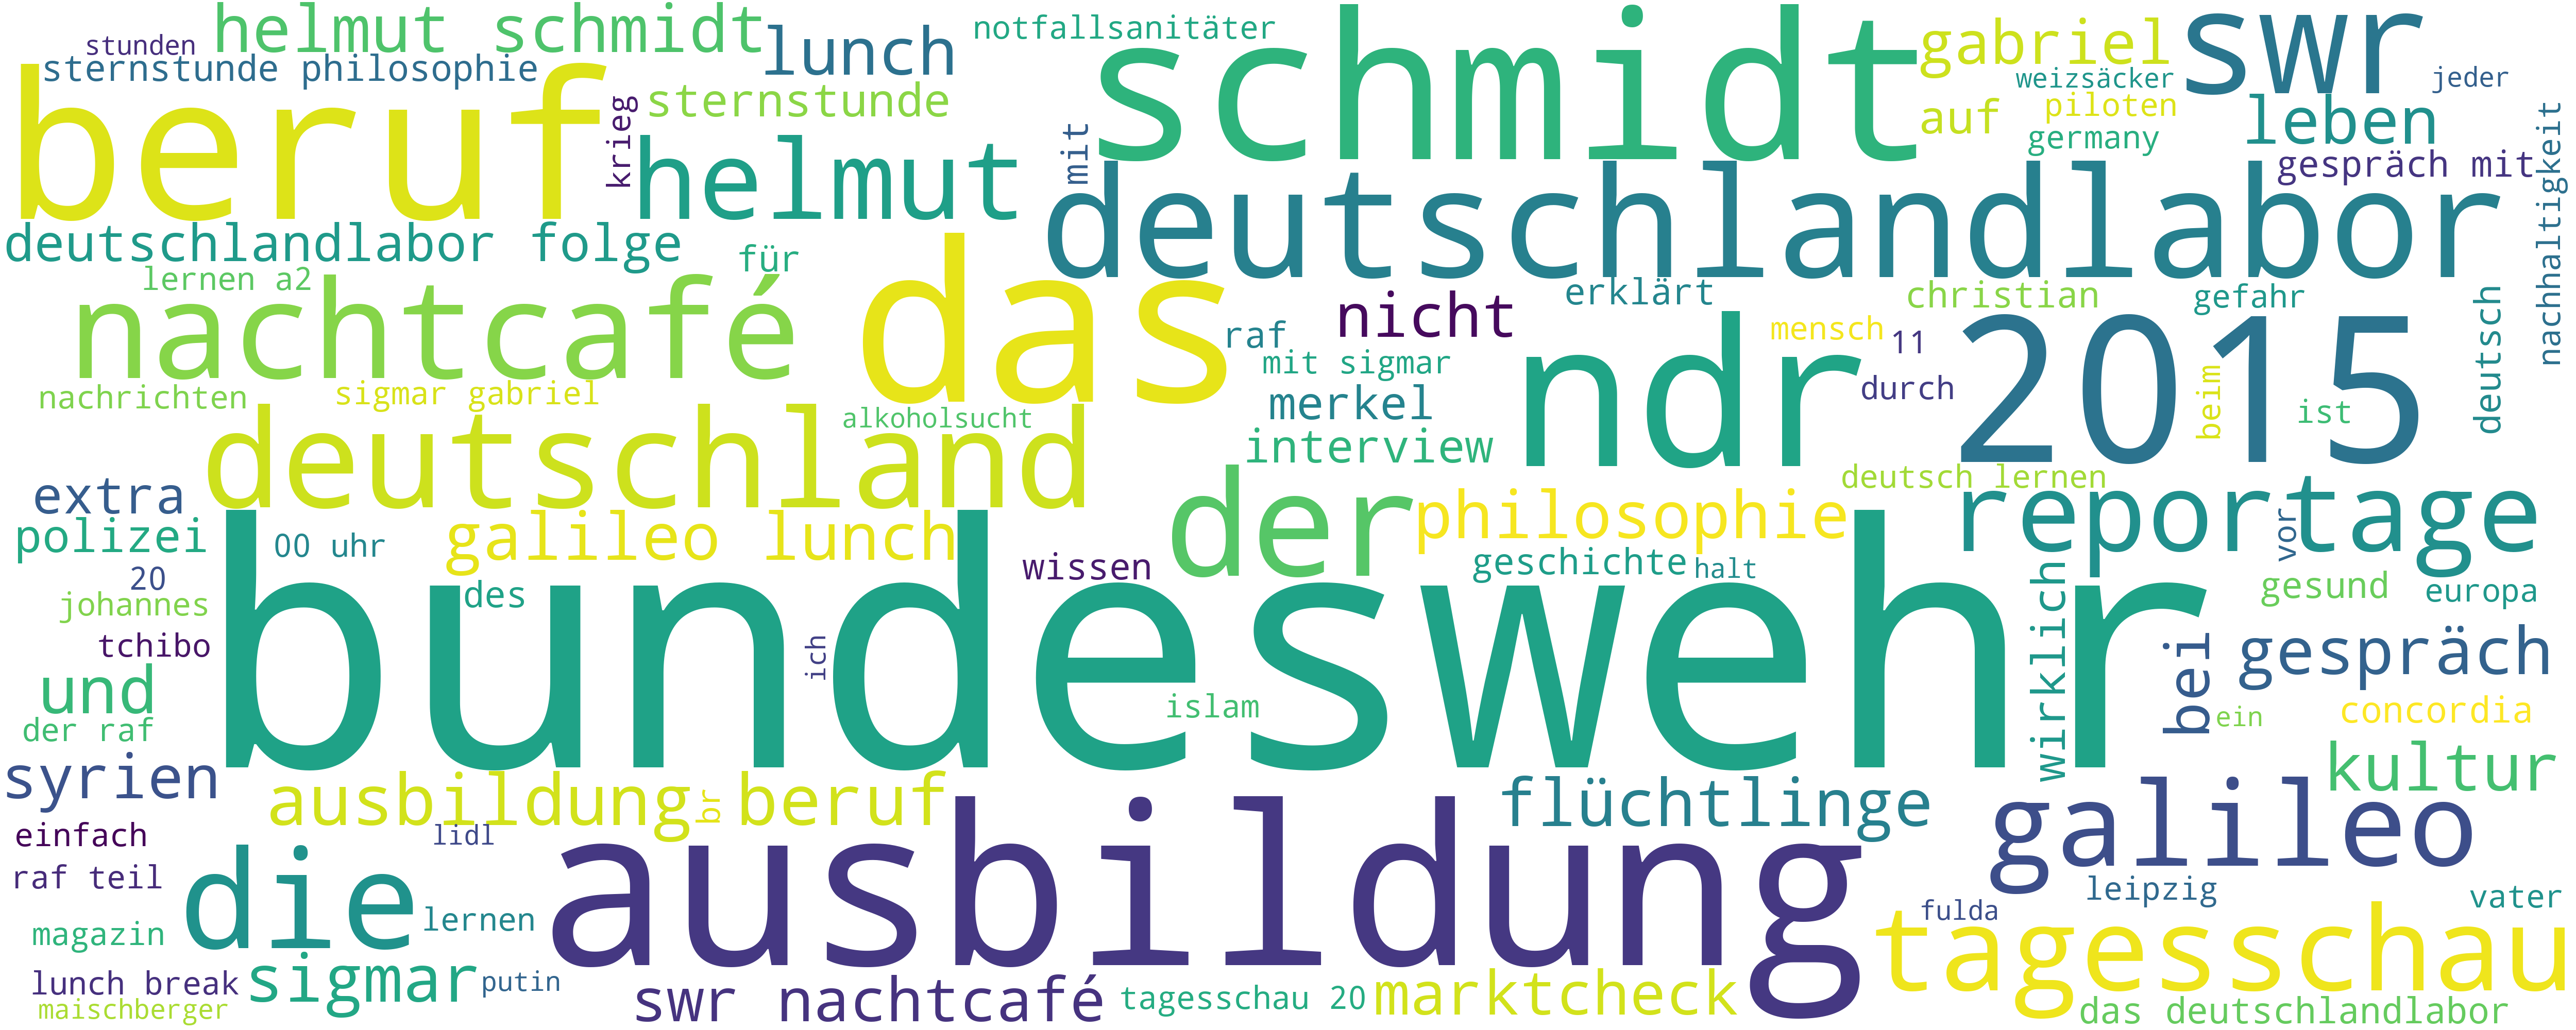 stunden
helmut schmidt
lunch
notfallsanitäter
schmidt
gabriel
swr
sternstunde philosophie
weizsäcker
jeder
beruf
krieg
sternstunde
auf
piloten
leben
germany
helmut
mit
gespräch mit
nachhaltigkeit
deutschlandlabor
deutschlandlabor folge
für
das
lernen a2
nachtcafé
erklärt
christian
gefahr
deutsch
nicht
raf
mensch
11
2015
ndr
mit sigmar
durch
beim
nachrichten
sigmar gabriel
merkel
ist
alkoholsucht
deutschland
interview
deutsch lernen
extra
der
philosophie
reportage
polizei
00 uhr
galileo lunch
vor
wissen
geschichte
halt
20
des
bundeswehr
gesund
europa
johannes
wirklich
tchibo
ich
bei
gespräch
und
islam
ein
concordia
der raf
syrien
kultur
ausbildung
br
beruf
flüchtlinge
galileo
einfach
lidl
ausbildung
raf teil
die
leipzig
vater
lernen
fulda
magazin
tagesschau
lunch break
sigmar
putin
swr nachtcafé
tagesschau 20
marktcheck
maischberger
das deutschlandlabor